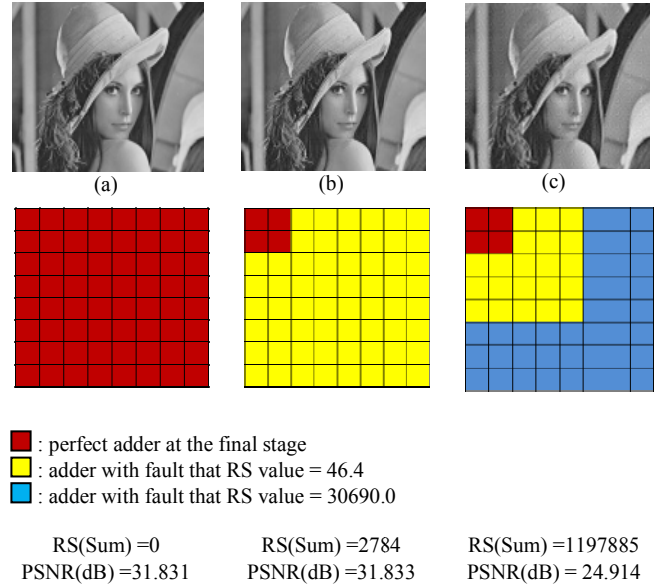 (a) (b) (c)
: perfect adder at the final stage
: adder with fault that RS value = 46.4
: adder with fault that RS value = 30690.0
RS(Sum) =0 RS(Sum) =2784 RS(Sum) =1197885
PSNR(dB) =31.831 PSNR(dB) =31.833 PSNR(dB) = 24.914